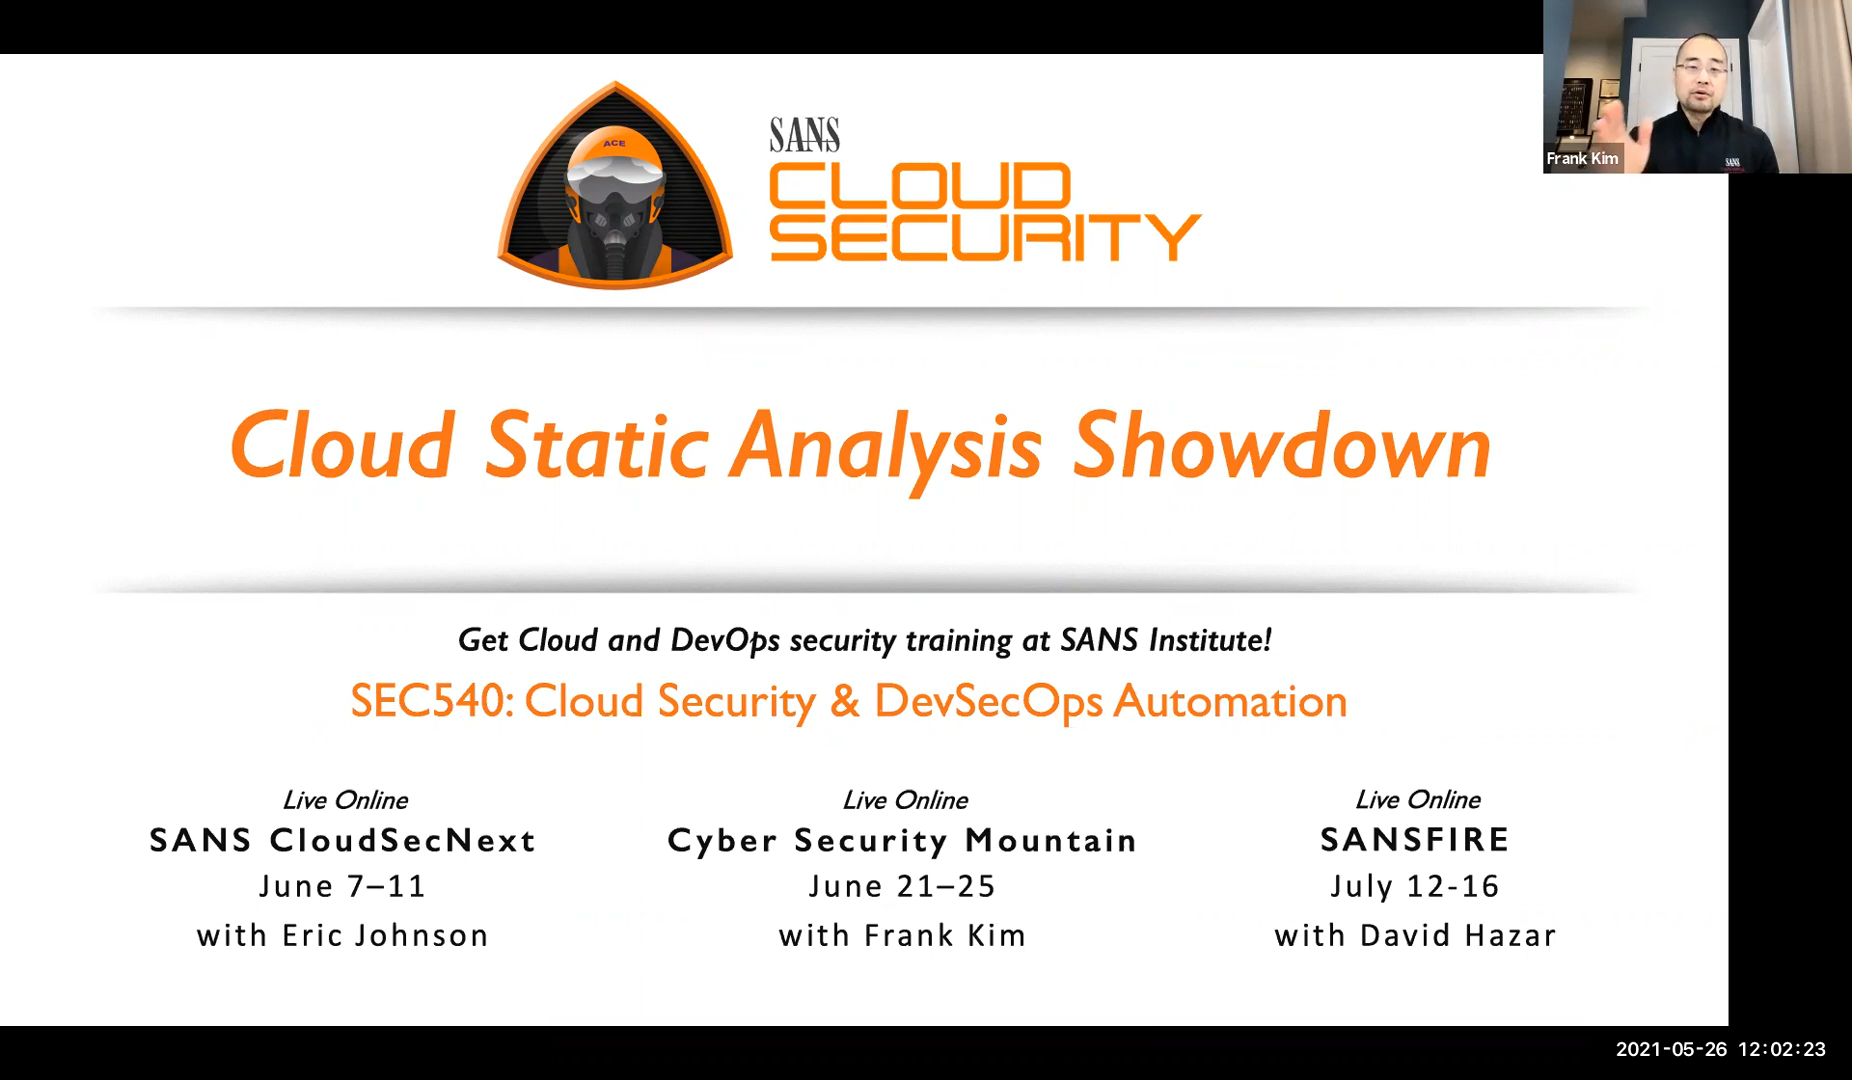 Frank Kim
SANS
ACE
SANS
CLOUD
SECURITY
Cloud Static Analysis Showdown
Get Cloud and DevOps security training at SANS Institute!
SEC540: Cloud Security & DevSecOps Automation
Live Online
SANS CloudSecNext
June 7–11
with Eric Johnson
Live Online
Cyber Security Mountain
June 21–25
with Frank Kim
Live Online
SANSFIRE
July 12-16
with David Hazar
2021-05-26 12:02:23